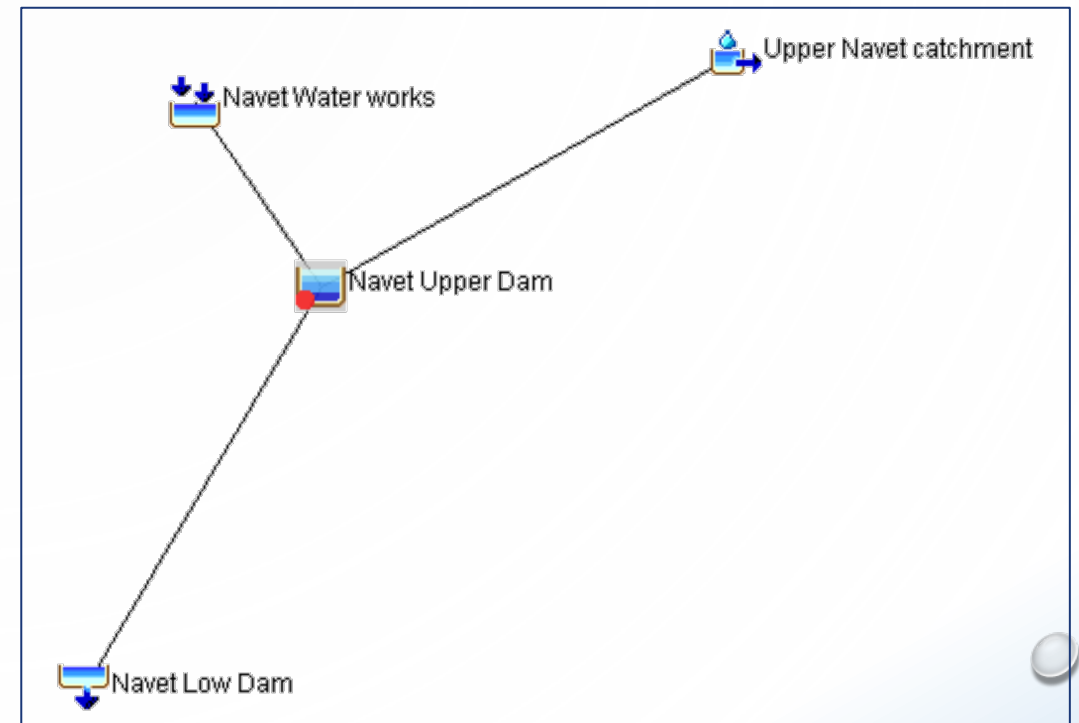 Upper Navet catchment
Navet Water works
Navet Upper Dam
Navet Low Dam